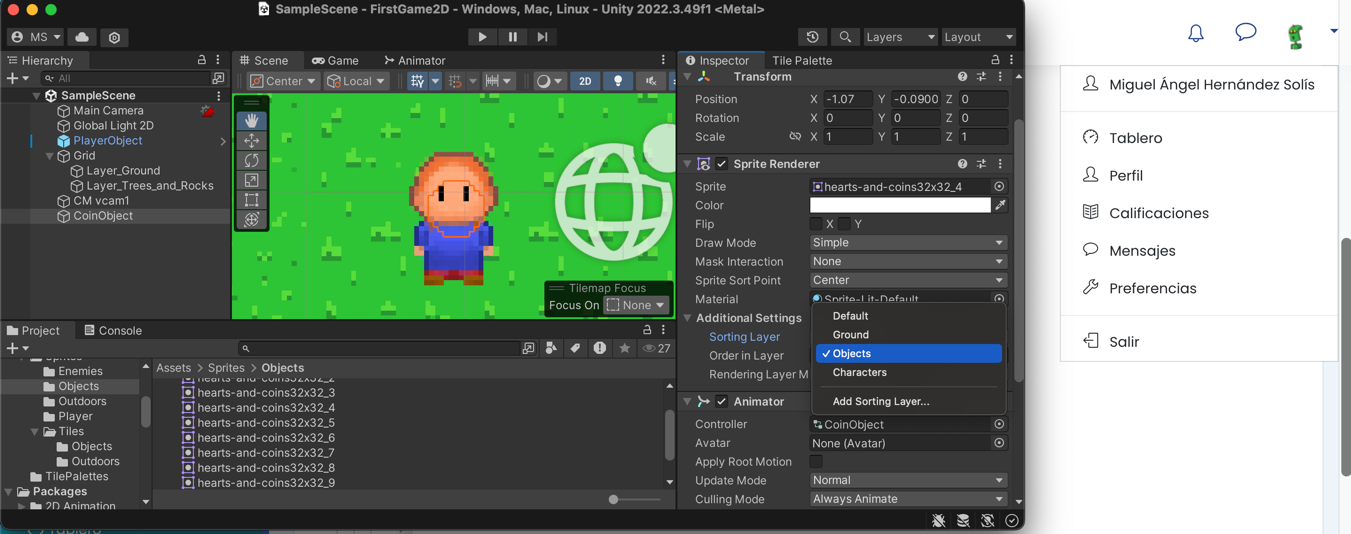 SampleScene - FirstGame2D - Windows, Mac, Linux - Unity 2022.3.49f1 <Metal>
MS
Layers
Layout
Hierarchy
All
SampleScene
Main Camera
Global Light 2D
PlayerObject
Grid
Layer_Ground
Layer_Trees_and_Rocks
CM vcam1
CoinObject
Scene
Game
Animator
Center
Local
2D
Tilemap Focus
Focus On
None
Project
Console
27
Enemies
Objects
Outdoors
Player
Tiles
Objects
Outdoors
TilePalettes
Packages
2D Animation
Assets > Sprites > Objects
hearts-and-coins32x32_2
hearts-and-coins32x32_3
hearts-and-coins32x32_4
hearts-and-coins32x32_5
hearts-and-coins32x32_6
hearts-and-coins32x32_7
hearts-and-coins32x32_8
hearts-and-coins32x32_9
Inspector
Tile Palette
Transform
Position X -1.07 Y -0.0900 Z 0
Rotation X 0 Y 0 Z 0
Scale X 1 Y 1 Z 1
Sprite Renderer
Sprite hearts-and-coins32x32_4
Color
Flip X Y
Draw Mode Simple
Mask Interaction None
Sprite Sort Point Center
Material Sprite-Lit-Default
Additional Settings
Sorting Layer
Order in Layer
Rendering Layer M
Default
Ground
✓ Objects
Characters
Add Sorting Layer...
Animator
Controller CoinObject
Avatar None (Avatar)
Apply Root Motion
Update Mode Normal
Culling Mode Always Animate
Miguel Ángel Hernández Solís
Tablero
Perfil
Calificaciones
Mensajes
Preferencias
Salir